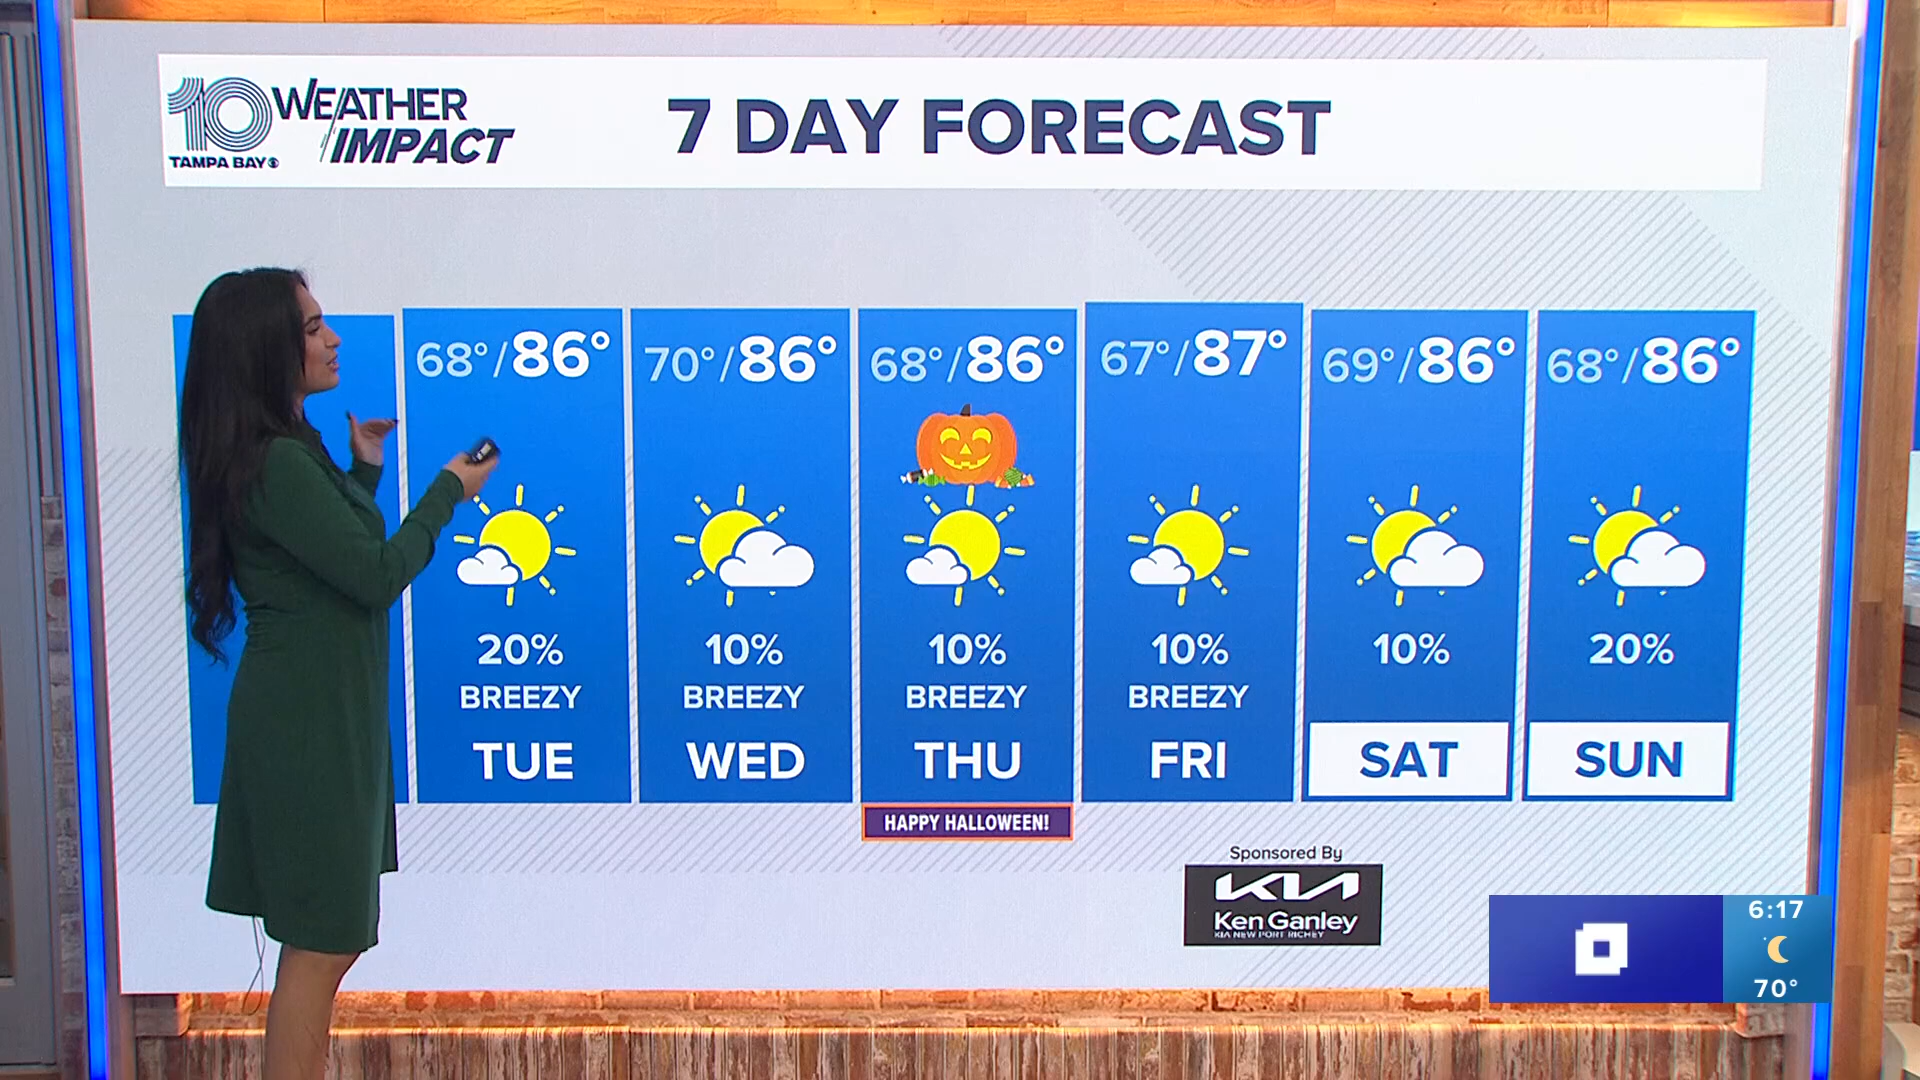 10 WEATHER
IMPACT
TAMPA BAY
7 DAY FORECAST
68°/86°
70°/86°
68°/86°
67°/87°
69°/86°
68°/86°
20%
10%
10%
10%
10%
20%
BREEZY
BREEZY
BREEZY
BREEZY
TUE
WED
THU
FRI
SAT
SUN
HAPPY HALLOWEEN!
Sponsored By
KIA
Ken Ganley
KIA NEW PORT RICHEY
6:17
70°